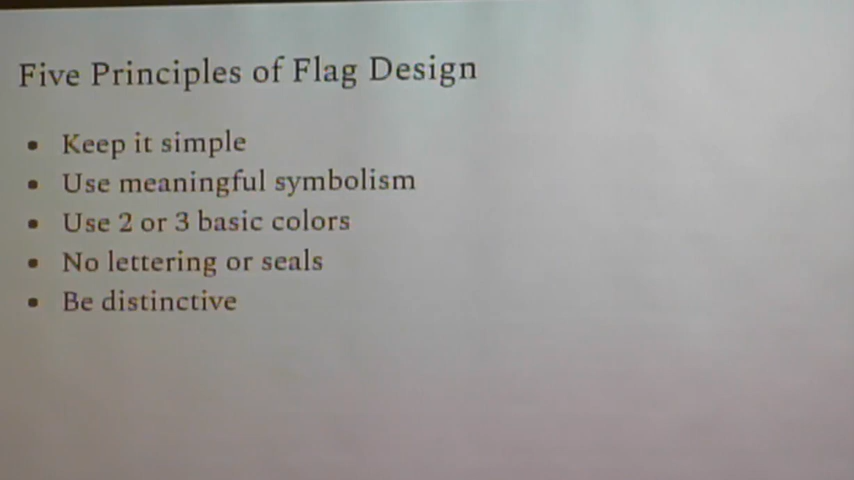 Five Principles of Flag Design
• Keep it simple
• Use meaningful symbolism
• Use 2 or 3 basic colors
• No lettering or seals
• Be distinctive